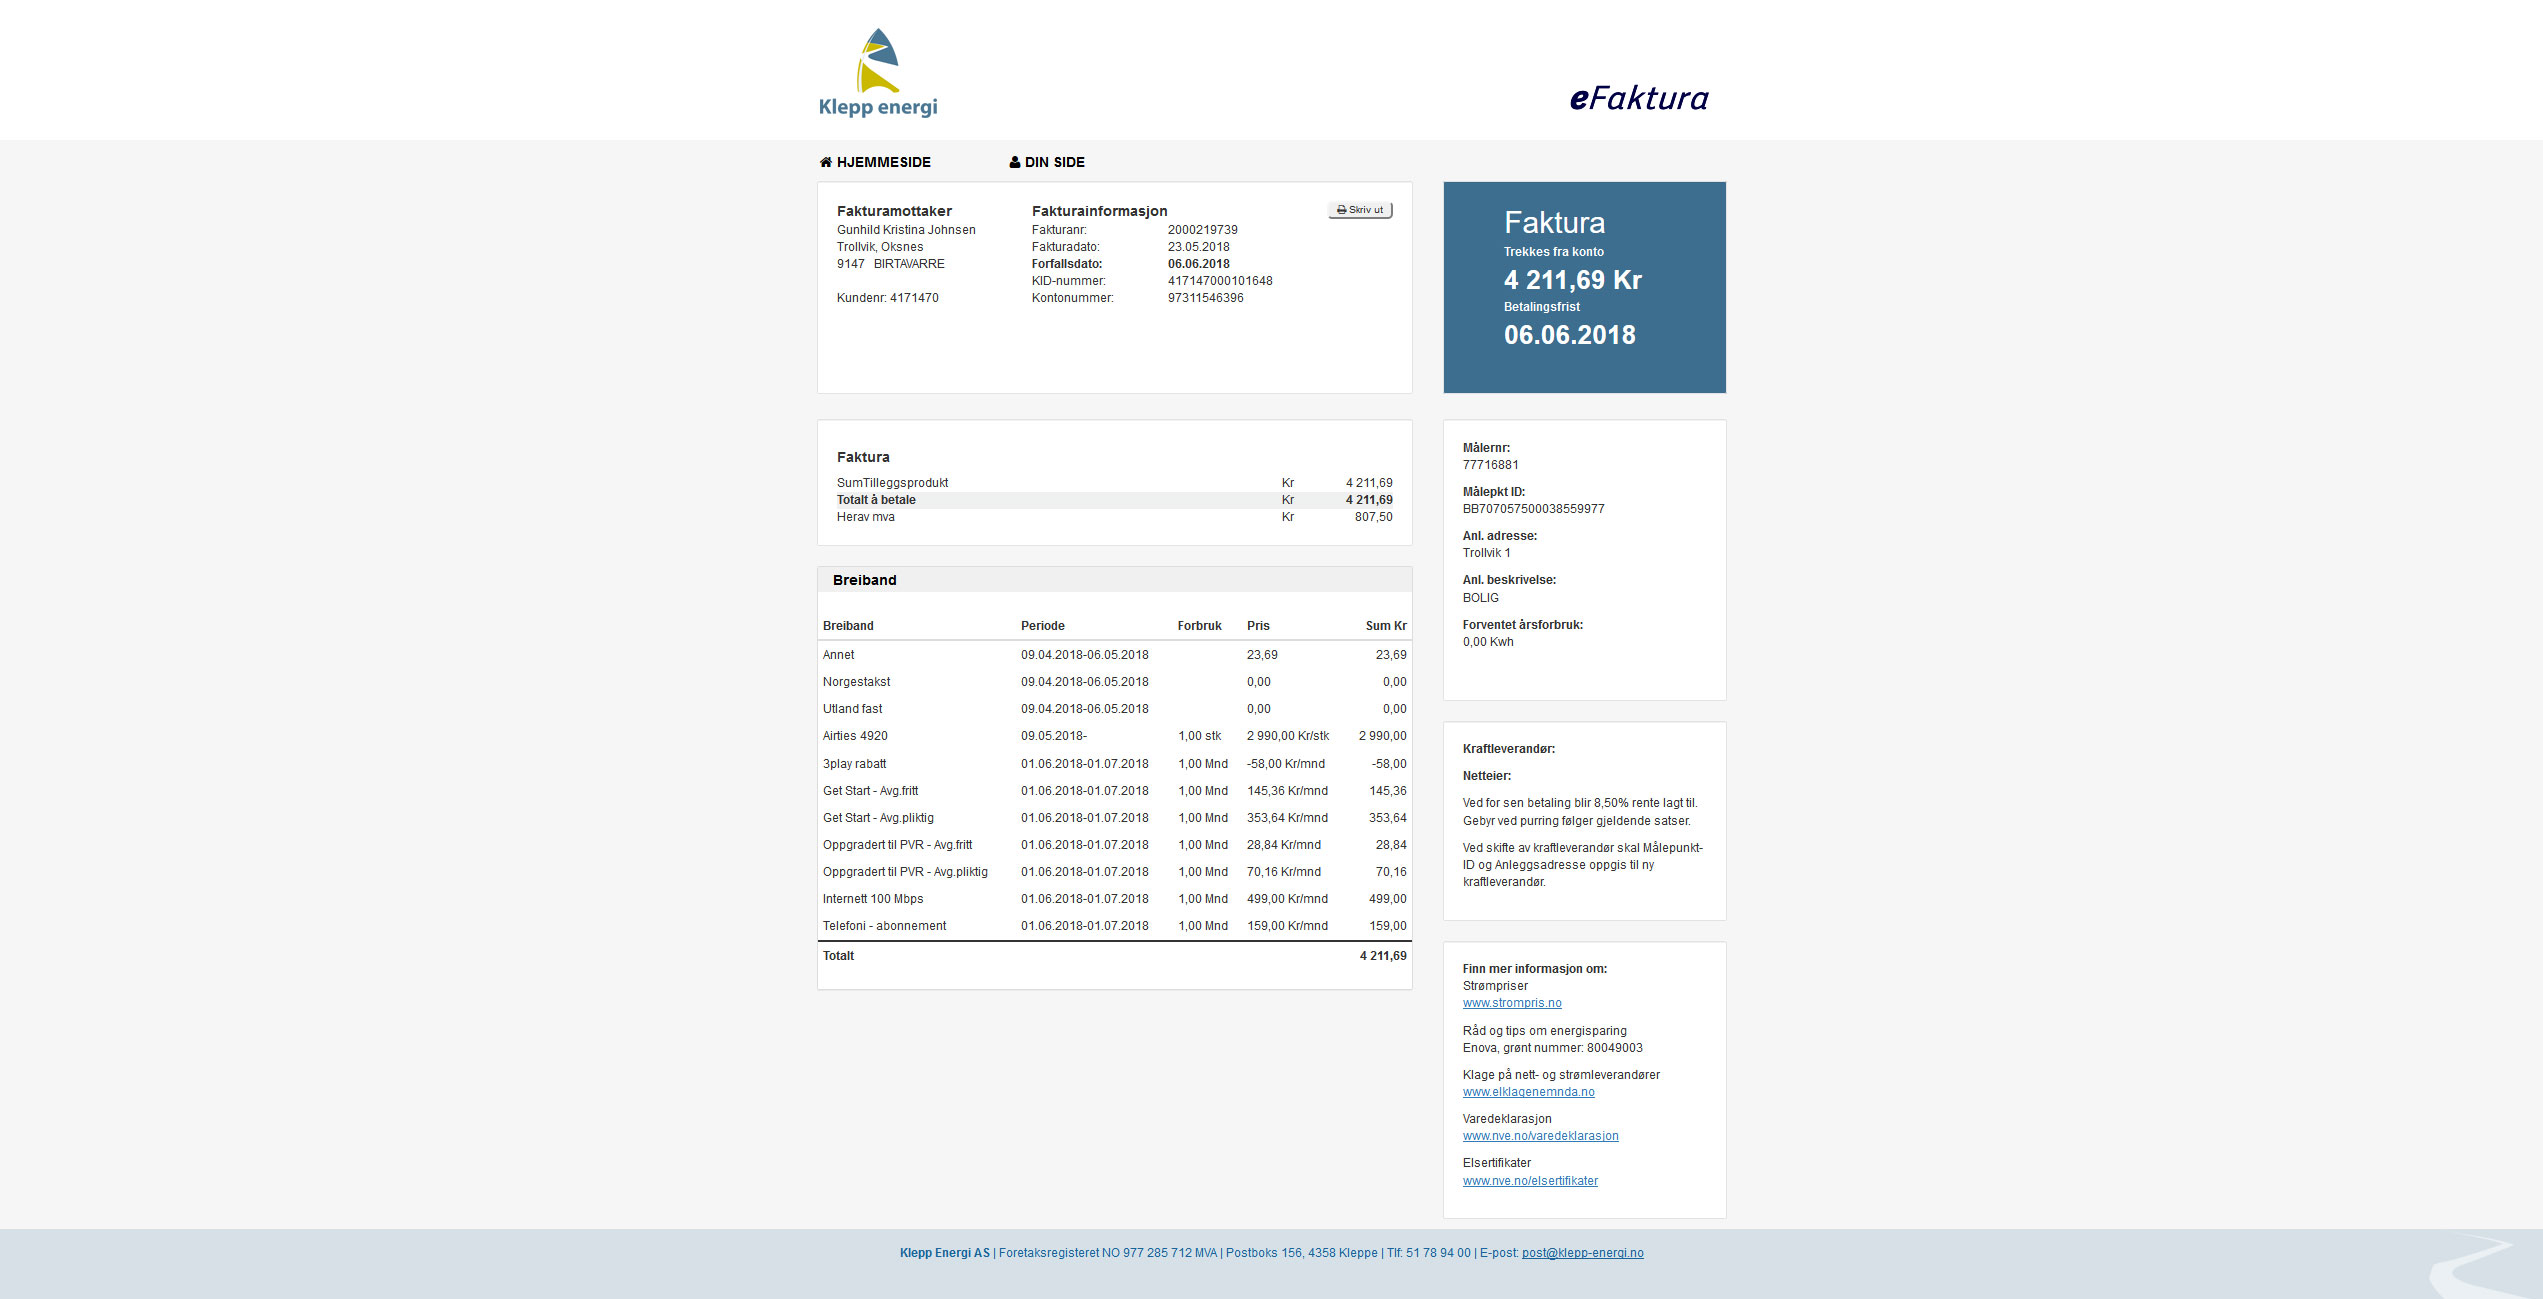 Klepp energi
eFaktura
HJEMMESIDE
DIN SIDE
Fakturamottaker
Gunhild Kristina Johnsen
Trollvik, Oksnes
9147 BIRTAVARRE
Kundenr: 4171470
Fakturainformasjon
Skriv ut
Fakturanr: 2000219739
Fakturadato: 23.05.2018
Forfallsdato: 06.06.2018
KID-nummer: 417147000101648
Kontonummer: 97311546396
Faktura
Trekkes fra konto
4 211,69 Kr
Betalingsfrist
06.06.2018
Faktura
SumTilleggsprodukt Kr 4 211,69
Totalt å betale Kr 4 211,69
Herav mva Kr 807,50
Breiband
Breiband Periode Forbruk Pris Sum Kr
Annet 09.04.2018-06.05.2018 23,69 23,69
Norgestakst 09.04.2018-06.05.2018 0,00 0,00
Utland fast 09.04.2018-06.05.2018 0,00 0,00
Airties 4920 09.05.2018- 1,00 stk 2 990,00 Kr/stk 2 990,00
3play rabatt 01.06.2018-01.07.2018 1,00 Mnd -58,00 Kr/mnd -58,00
Get Start - Avg.fritt 01.06.2018-01.07.2018 1,00 Mnd 145,36 Kr/mnd 145,36
Get Start - Avg.pliktig 01.06.2018-01.07.2018 1,00 Mnd 353,64 Kr/mnd 353,64
Oppgradert til PVR - Avg.fritt 01.06.2018-01.07.2018 1,00 Mnd 28,84 Kr/mnd 28,84
Oppgradert til PVR - Avg.pliktig 01.06.2018-01.07.2018 1,00 Mnd 70,16 Kr/mnd 70,16
Internett 100 Mbps 01.06.2018-01.07.2018 1,00 Mnd 499,00 Kr/mnd 499,00
Telefoni - abonnement 01.06.2018-01.07.2018 1,00 Mnd 159,00 Kr/mnd 159,00
Totalt 4 211,69
Målernr:
77716881
Målepkt ID:
BB707057500038559977
Anl. adresse:
Trollvik 1
Anl. beskrivelse:
BOLIG
Forventet årsforbruk:
0,00 Kwh
Kraftleverandør:
Netteier:
Ved for sen betaling blir 8,50% rente lagt til.
Gebyr ved purring følger gjeldende satser.
Ved skifte av kraftleverandør skal Målepunkt-
ID og Anleggsadresse oppgis til ny
kraftleverandør.
Finn mer informasjon om:
Strømpriser
www.strompris.no
Råd og tips om energisparing
Enova, grønt nummer: 80049003
Klage på nett- og strømleverandører
www.elklagenemnda.no
Varedeklarasjon
www.nve.no/varedeklarasjon
Elsertifikater
www.nve.no/elsertifikater
Klepp Energi AS | Foretaksregisteret NO 977 285 712 MVA | Postboks 156, 4358 Kleppe | Tlf: 51 78 94 00 | E-post: post@klepp-energi.no